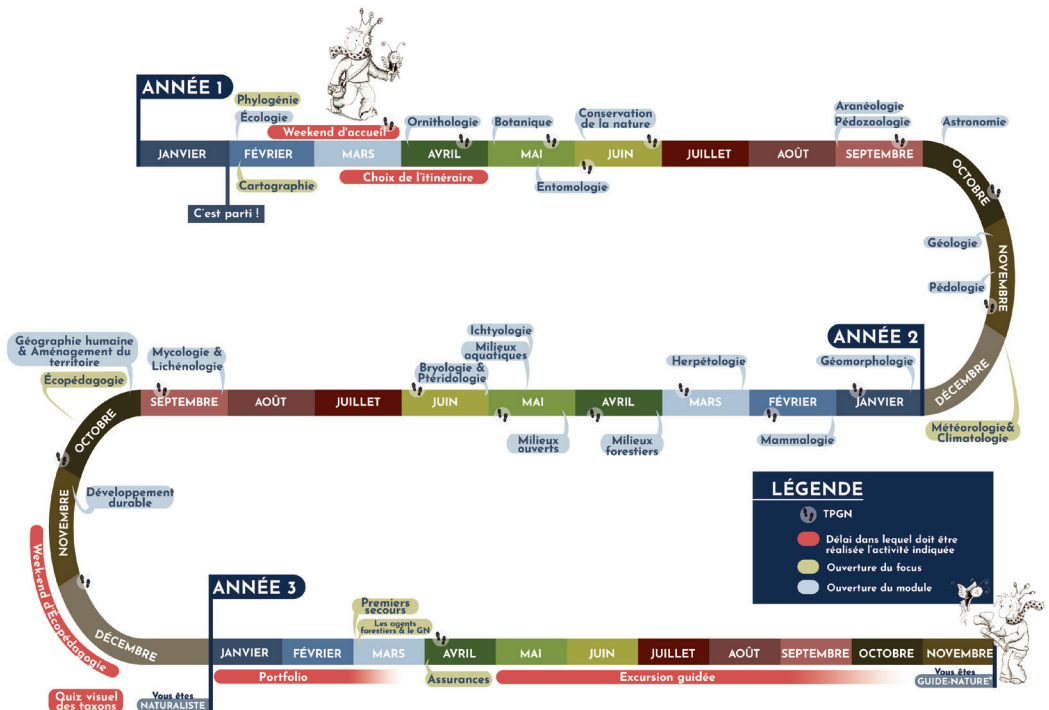 ANNÉE 1
Phylogénie
Écologie
Weekend d'accueil
Ornithologie
Botanique
Conservation
de la nature
Aranéologie
Pédozoologie
Astronomie
JANVIER
FÉVRIER
MARS
AVRIL
MAI
JUIN
JUILLET
AOÛT
SEPTEMBRE
OCTOBRE
Cartographie
Choix de l'itinéraire
Entomologie
C'est parti !
Géologie
NOVEMBRE
Pédologie
DÉCEMBRE
Météorologie&
Climatologie
ANNÉE 2
Géomorphologie
Herpétologie
Ichtyologie
Milieux
aquatiques
Bryologie &
Ptéridologie
Mycologie &
Lichénologie
Géographie humaine
& Aménagement du
territoire
Écopédagogie
SEPTEMBRE
AOÛT
JUILLET
JUIN
MAI
AVRIL
MARS
FÉVRIER
JANVIER
Milieux
ouverts
Milieux
forestiers
Mammalogie
OCTOBRE
NOVEMBRE
Développement
durable
DÉCEMBRE
Week-end d'Écopédagogie
LÉGENDE
TPGN
Délai dans lequel doit être
réalisée l'activité indiquée
Ouverture du focus
Ouverture du module
ANNÉE 3
Premiers
secours
Les agents
forestiers & le GN
JANVIER
FÉVRIER
MARS
AVRIL
MAI
JUIN
JUILLET
AOÛT
SEPTEMBRE
OCTOBRE
NOVEMBRE
Portfolio
Assurances
Excursion guidée
Vous êtes
GUIDE-NATURE®
Quiz visuel
des taxons
Vous êtes
NATURALISTE